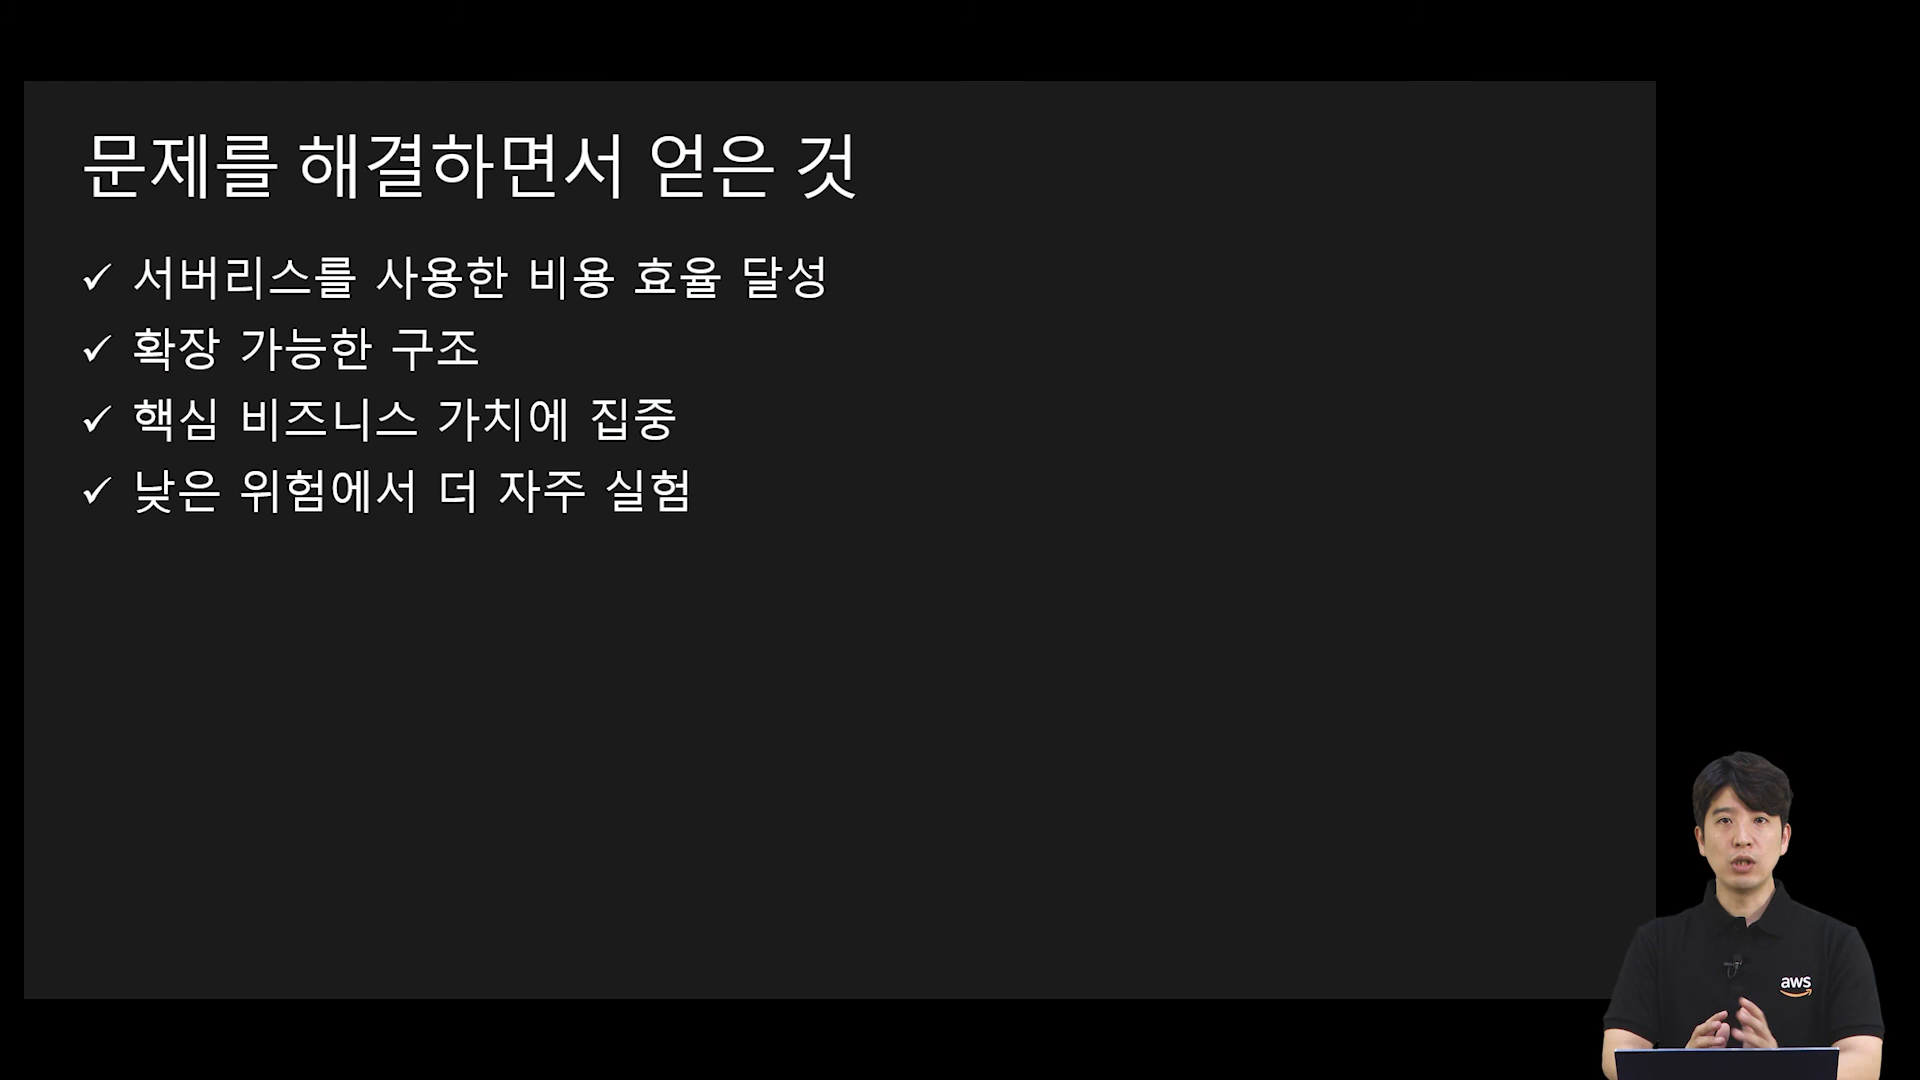 문제를 해결하면서 얻은 것
✓ 서버리스를 사용한 비용 효율 달성
✓ 확장 가능한 구조
✓ 핵심 비즈니스 가치에 집중
✓ 낮은 위험에서 더 자주 실험
aws